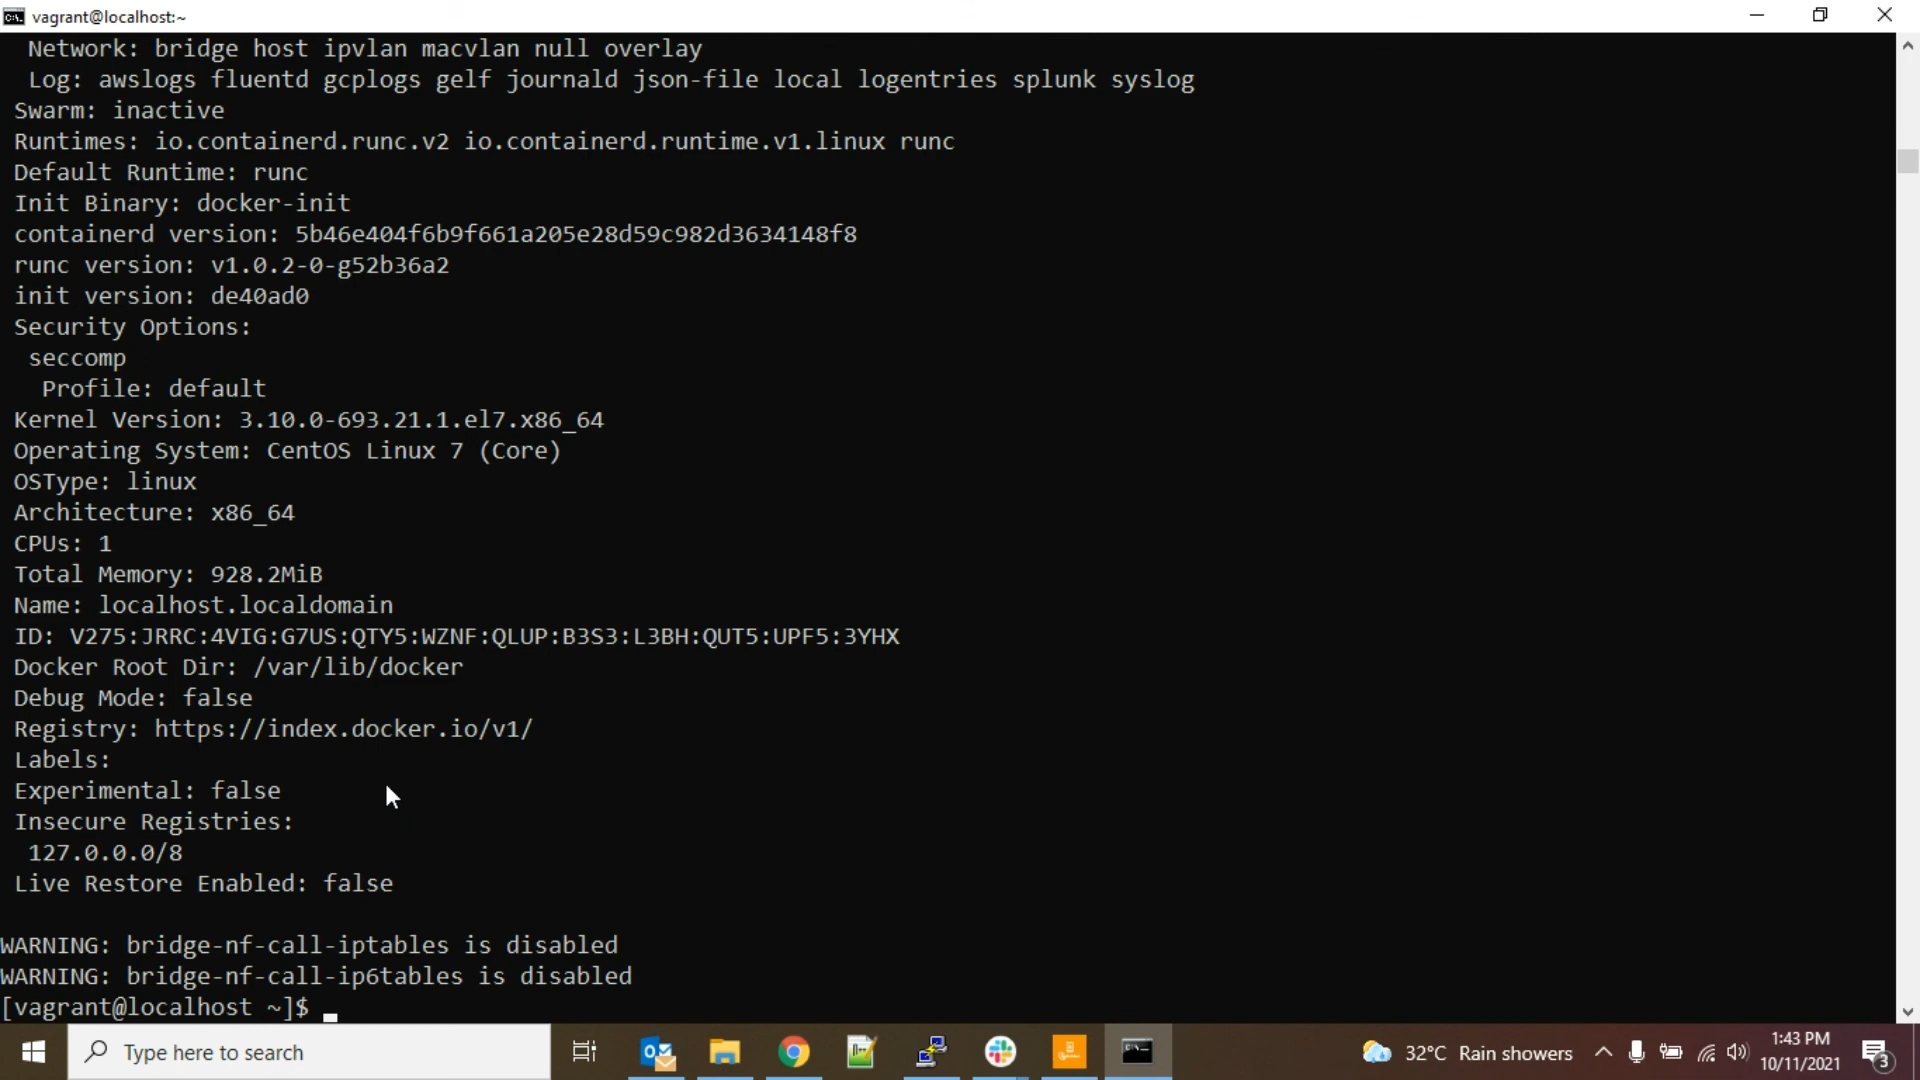 vagrant@localhost:~
Network: bridge host ipvlan macvlan null overlay
Log: awslogs fluentd gcplogs gelf journald json-file local logentries splunk syslog
Swarm: inactive
Runtimes: io.containerd.runc.v2 io.containerd.runtime.v1.linux runc
Default Runtime: runc
Init Binary: docker-init
containerd version: 5b46e404f6b9f661a205e28d59c982d3634148f8
runc version: v1.0.2-0-g52b36a2
init version: de40ad0
Security Options:
seccomp
Profile: default
Kernel Version: 3.10.0-693.21.1.el7.x86_64
Operating System: CentOS Linux 7 (Core)
OSType: linux
Architecture: x86_64
CPUs: 1
Total Memory: 928.2MiB
Name: localhost.localdomain
ID: V275:JRRC:4VIG:G7US:QTY5:WZNF:QLUP:B3S3:L3BH:QUT5:UPF5:3YHX
Docker Root Dir: /var/lib/docker
Debug Mode: false
Registry: https://index.docker.io/v1/
Labels:
Experimental: false
Insecure Registries:
127.0.0.0/8
Live Restore Enabled: false
WARNING: bridge-nf-call-iptables is disabled
WARNING: bridge-nf-call-ip6tables is disabled
[vagrant@localhost ~]$
Type here to search
32°C Rain showers
1:43 PM
10/11/2021
3